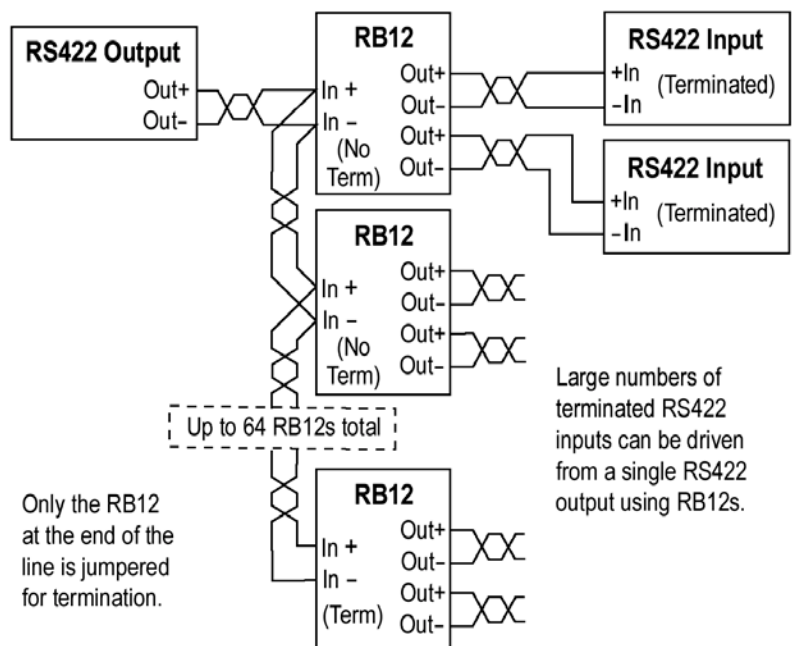 RS422 Output
Out+
Out–
RB12
In +
In –
(No
Term)
Out+
Out–
Out+
Out–
RS422 Input
+In
(Terminated)
–In
RS422 Input
+In
(Terminated)
–In
RB12
In +
In –
(No
Term)
Out+
Out–
Out+
Out–
Up to 64 RB12s total
Large numbers of
terminated RS422
inputs can be driven
from a single RS422
output using RB12s.
Only the RB12
at the end of the
line is jumpered
for termination.
RB12
In +
In –
(Term)
Out+
Out–
Out+
Out–